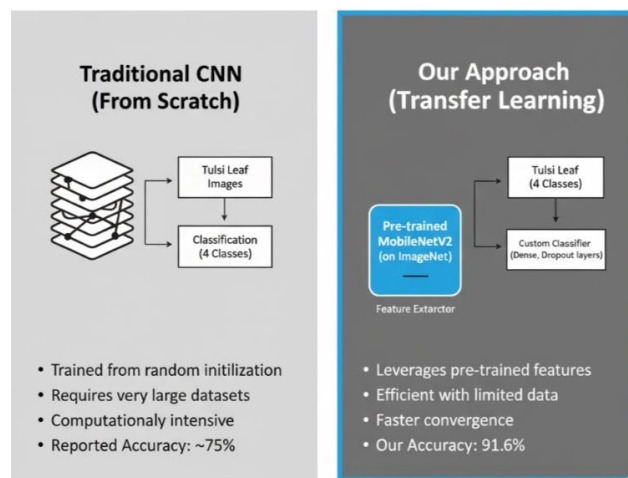 Traditional CNN
(From Scratch)
Tulsi Leaf
Images
Classification
(4 Classes)
• Trained from random initilization
• Requires very large datasets
• Computationaly intensive
• Reported Accuracy: ~75%
Our Approach
(Transfer Learning)
Pre-trained
MobileNetV2
(on ImageNet)
Feature Extarctor
Tulsi Leaf
(4 Classes)
Custom Classifier
(Dense, Dropout layers)
• Leverages pre-trained features
• Efficient with limited data
• Faster convergence
• Our Accuracy: 91.6%